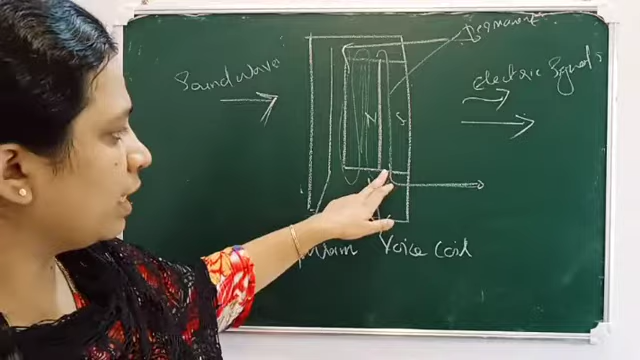 Permanent
Sound wave
Electric Signals
N S
Voice Coil